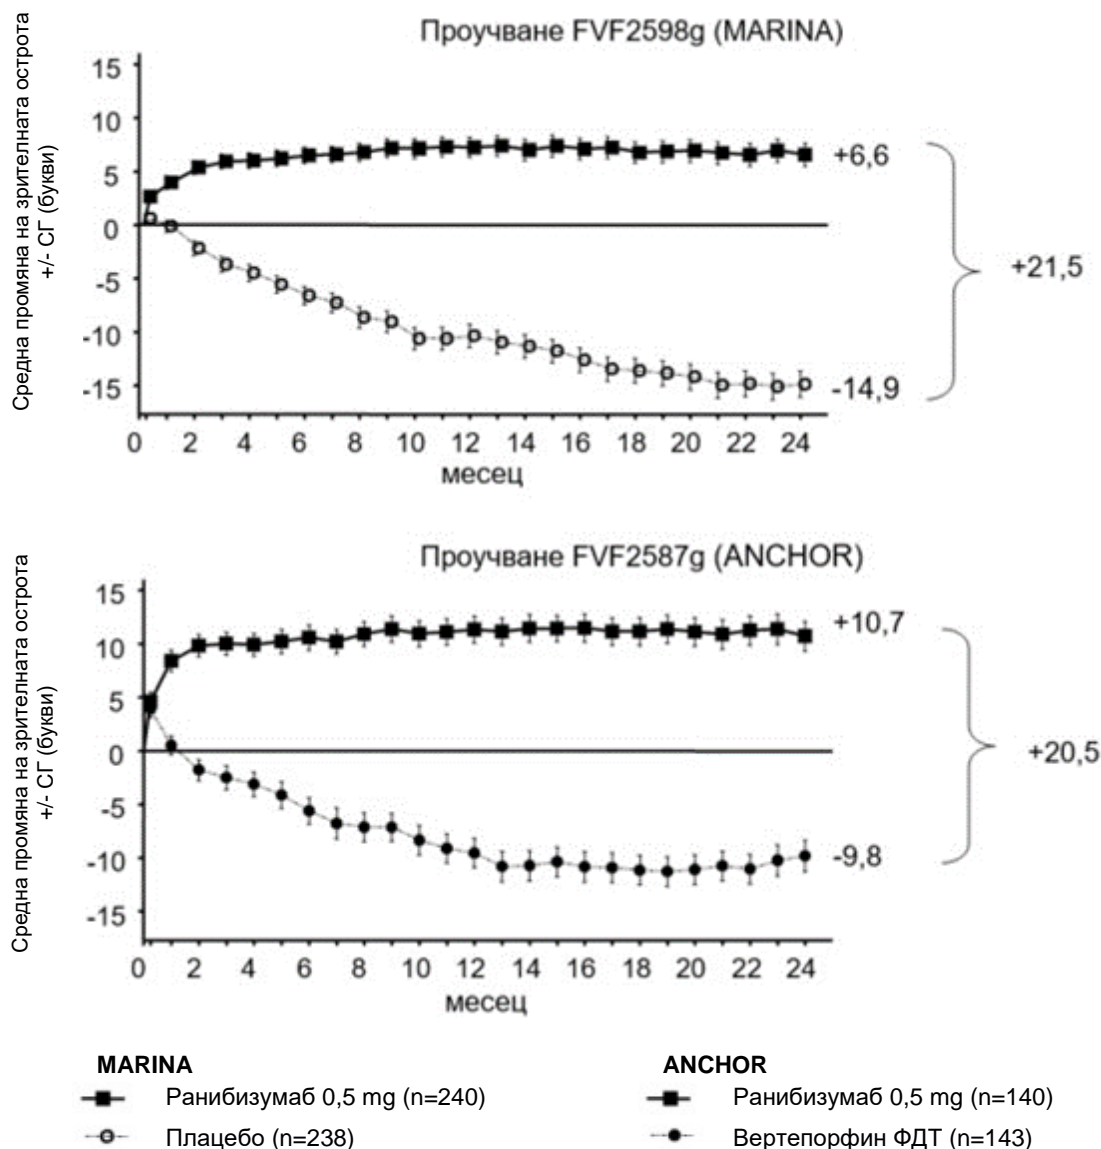 Проучване FVF2598g (MARINA)
Средна промяна на зрителната острота
+/- СГ (букви)
15
10
5
0
-5
-10
-15
+6,6
+21,5
-14,9
0 2 4 6 8 10 12 14 16 18 20 22 24
месец
Проучване FVF2587g (ANCHOR)
Средна промяна на зрителната острота
+/- СГ (букви)
15
10
5
0
-5
-10
-15
+10,7
+20,5
-9,8
0 2 4 6 8 10 12 14 16 18 20 22 24
месец
MARINA
Ранибизумаб 0,5 mg (n=240)
Плацебо (n=238)
ANCHOR
Ранибизумаб 0,5 mg (n=140)
Вертепорфин ФДТ (n=143)